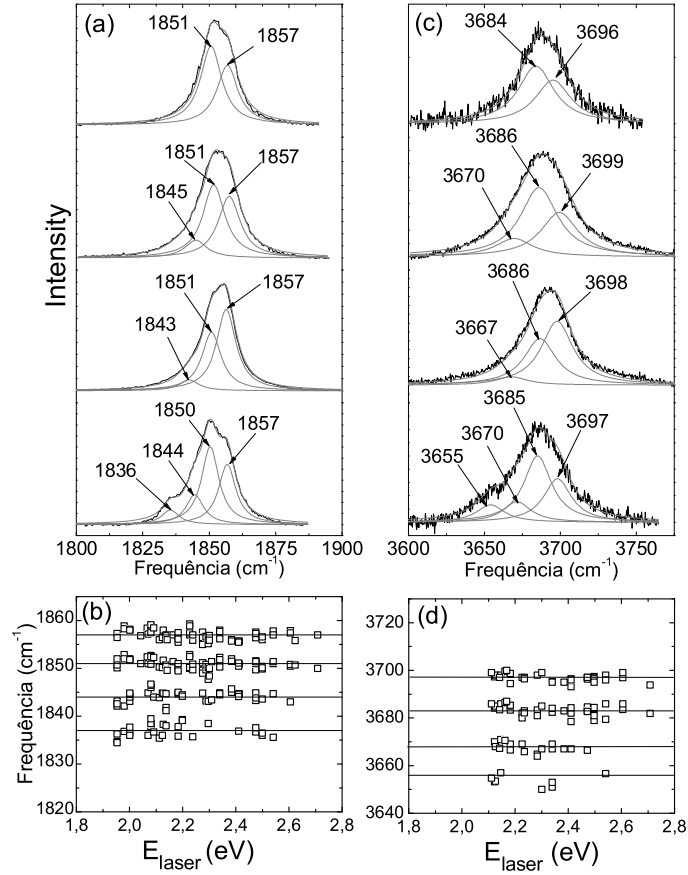 (a)
1851
1857
1851
1857
1845
1851
1857
1843
1850
1857
1844
1836
Intensity
1800 1825 1850 1875 1900
Frequência (cm⁻¹)
(c)
3684
3696
3686
3699
3670
3686
3698
3667
3685
3697
3670
3655
3600 3650 3700 3750
Frequência (cm⁻¹)
(b)
1860
1850
1840
1830
1820
Frequência (cm⁻¹)
1,8 2,0 2,2 2,4 2,6 2,8
E laser (eV)
(d)
3720
3700
3680
3660
3640
1,8 2,0 2,2 2,4 2,6 2,8
E laser (eV)